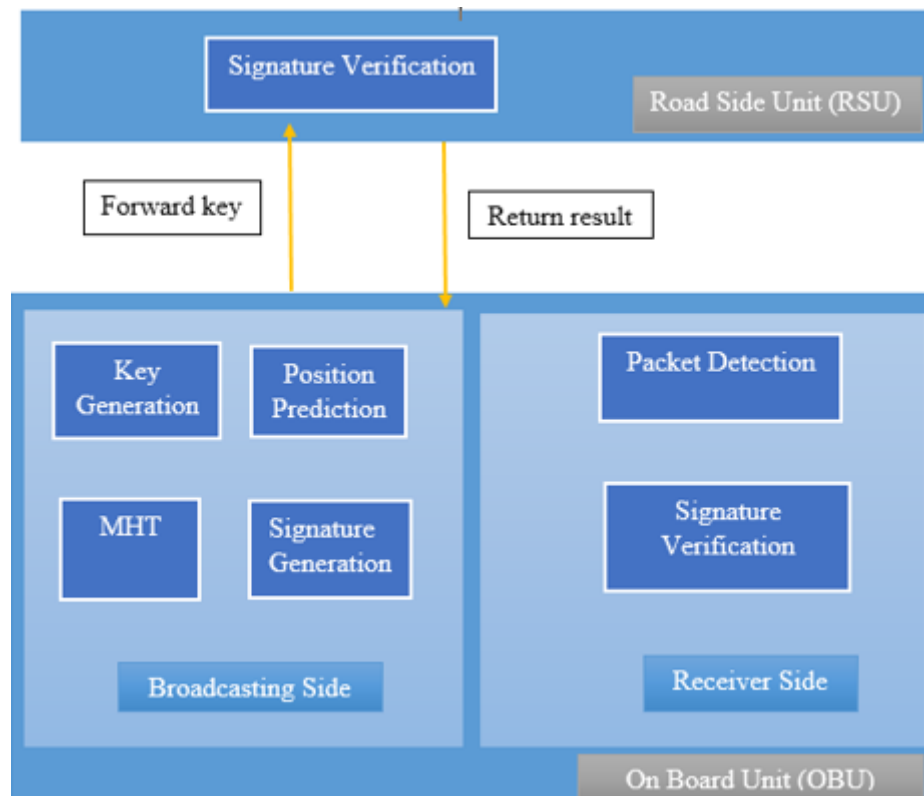 Signature Verification
Road Side Unit (RSU)
Forward key
Return result
Key
Generation
Position
Prediction
Packet Detection
MHT
Signature
Generation
Signature
Verification
Broadcasting Side
Receiver Side
On Board Unit (OBU)